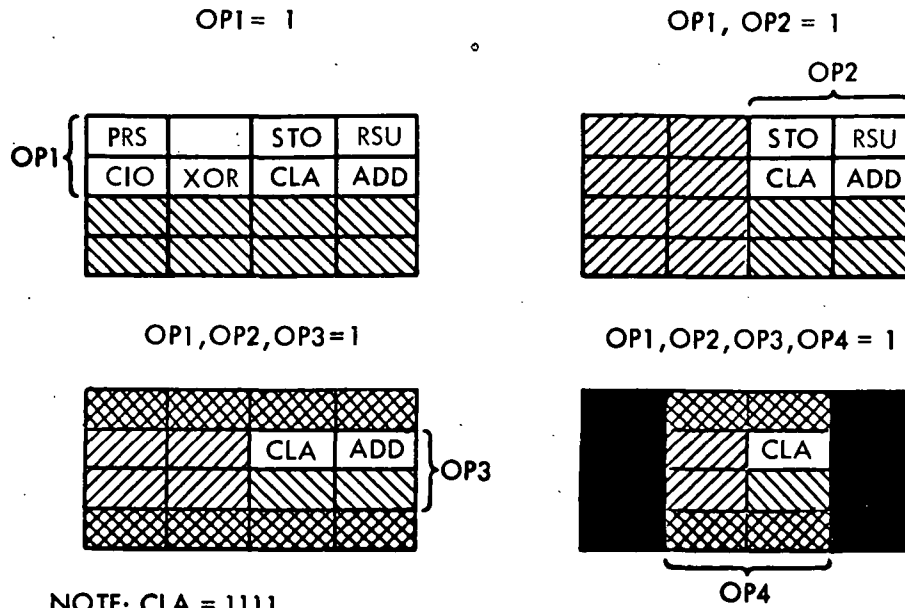 OP1 = 1
OP1, OP2 = 1
OP2
OP1
PRS STO RSU
CIO XOR CLA ADD
STO RSU
CLA ADD
OP1,OP2,OP3=1
OP1,OP2,OP3,OP4 = 1
CLA ADD
OP3
CLA
OP4
NOTE: CLA = 1111